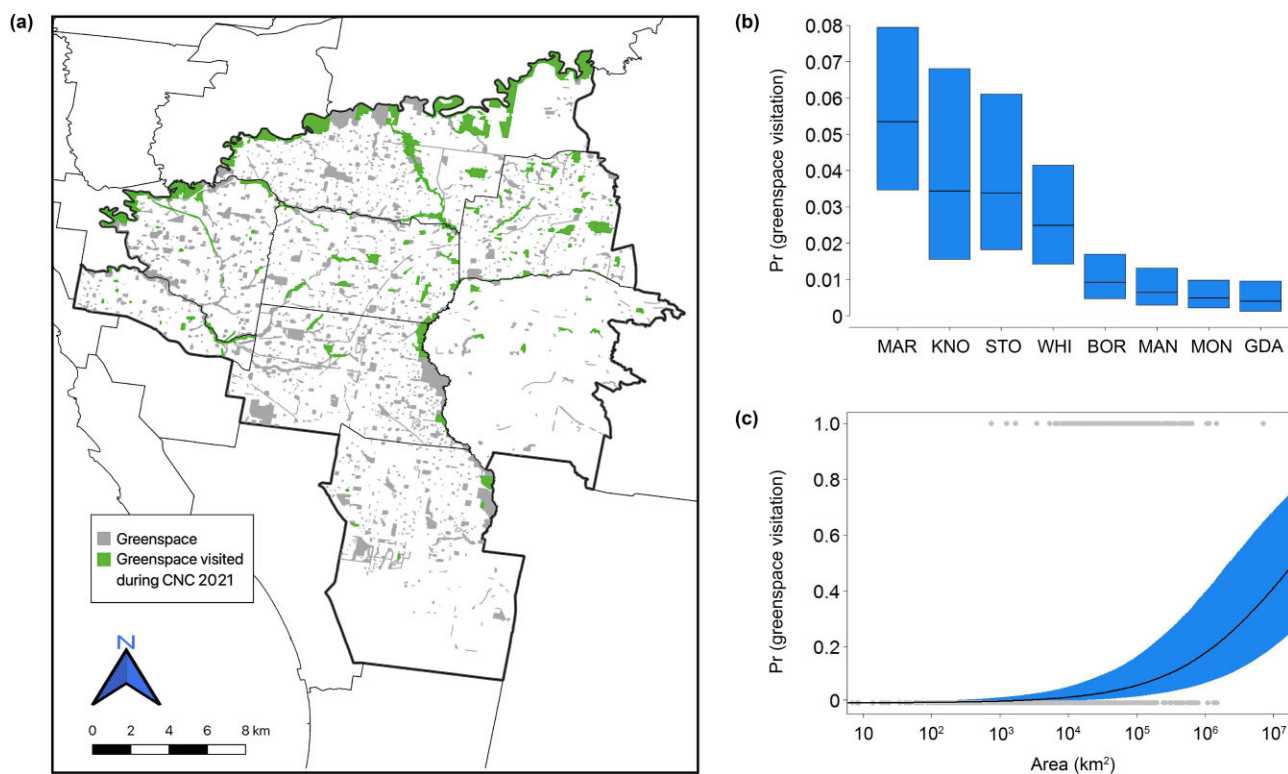 (a)
Greenspace
Greenspace visited
during CNC 2021
N
0 2 4 6 8 km
(b)
Pr (greenspace visitation)
0.08
0.07
0.06
0.05
0.04
0.03
0.02
0.01
0
MAR KNO STO WHI BOR MAN MON GDA
(c)
Pr (greenspace visitation)
1.0
0.8
0.6
0.4
0.2
0
10 10² 10³ 10⁴ 10⁵ 10⁶ 10⁷
Area (km²)